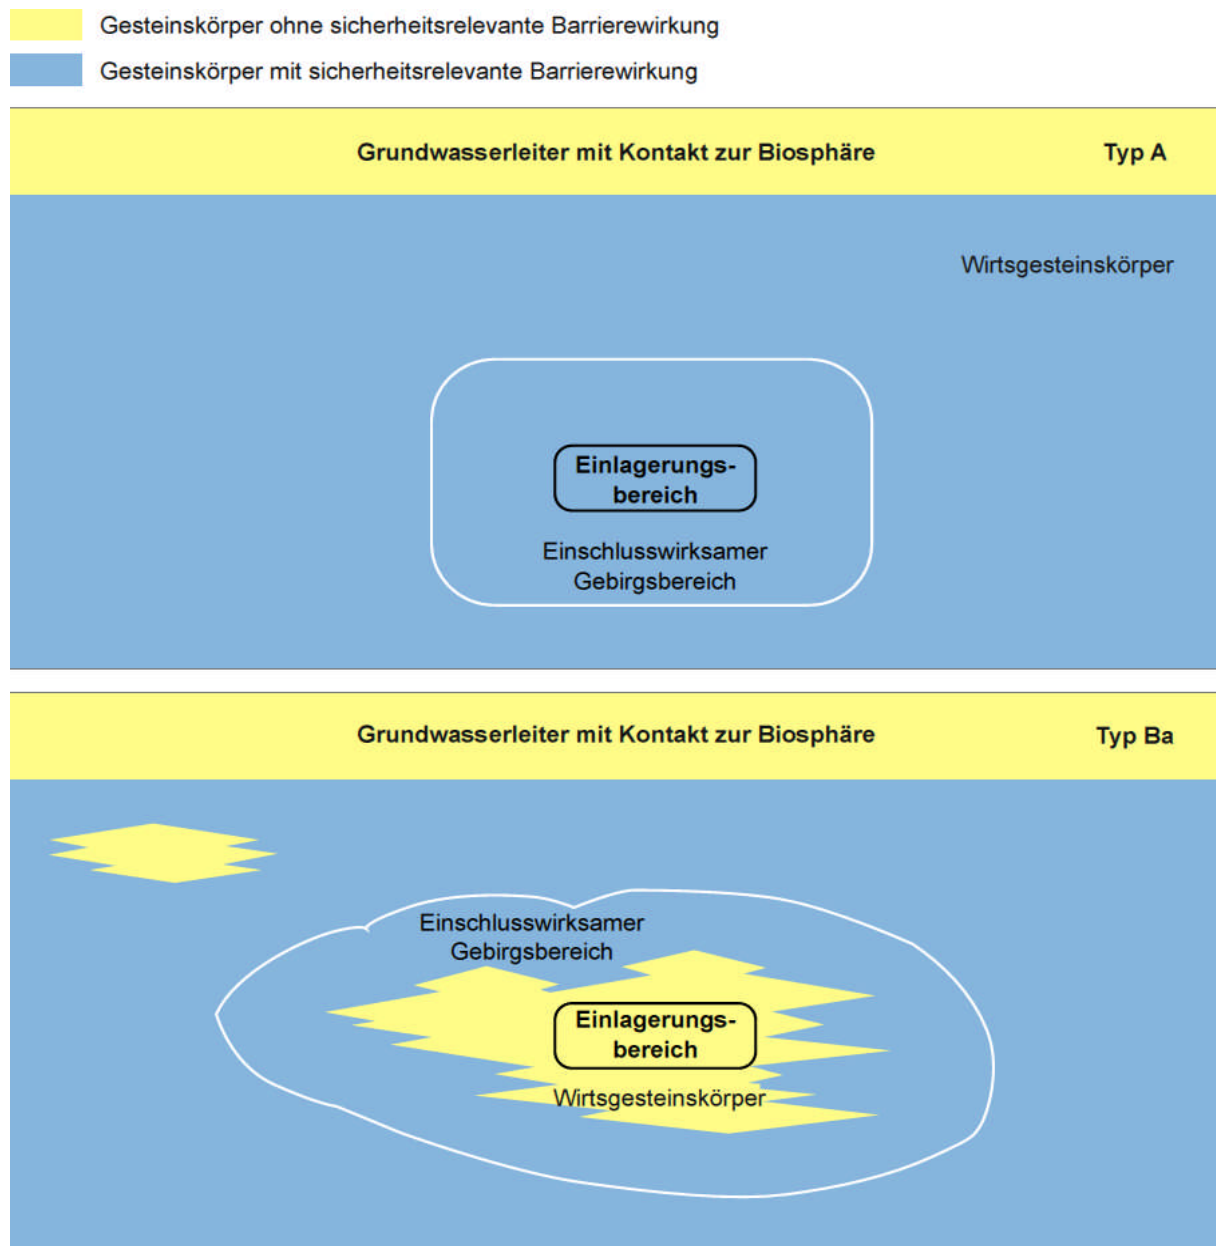 Gesteinskörper ohne sicherheitsrelevante Barrierewirkung
Gesteinskörper mit sicherheitsrelevante Barrierewirkung
Grundwasserleiter mit Kontakt zur Biosphäre
Typ A
Wirtsgesteinskörper
Einlagerungs-
bereich
Einschlusswirksamer
Gebirgsbereich
Grundwasserleiter mit Kontakt zur Biosphäre
Typ Ba
Einschlusswirksamer
Gebirgsbereich
Einlagerungs-
bereich
Wirtsgesteinskörper